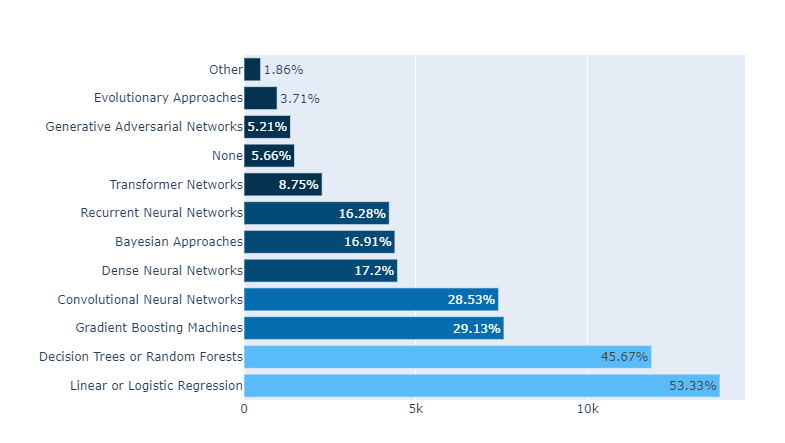 Other 1.86%
Evolutionary Approaches 3.71%
Generative Adversarial Networks 5.21%
None 5.66%
Transformer Networks 8.75%
Recurrent Neural Networks 16.28%
Bayesian Approaches 16.91%
Dense Neural Networks 17.2%
Convolutional Neural Networks 28.53%
Gradient Boosting Machines 29.13%
Decision Trees or Random Forests 45.67%
Linear or Logistic Regression 53.33%
0 5k 10k